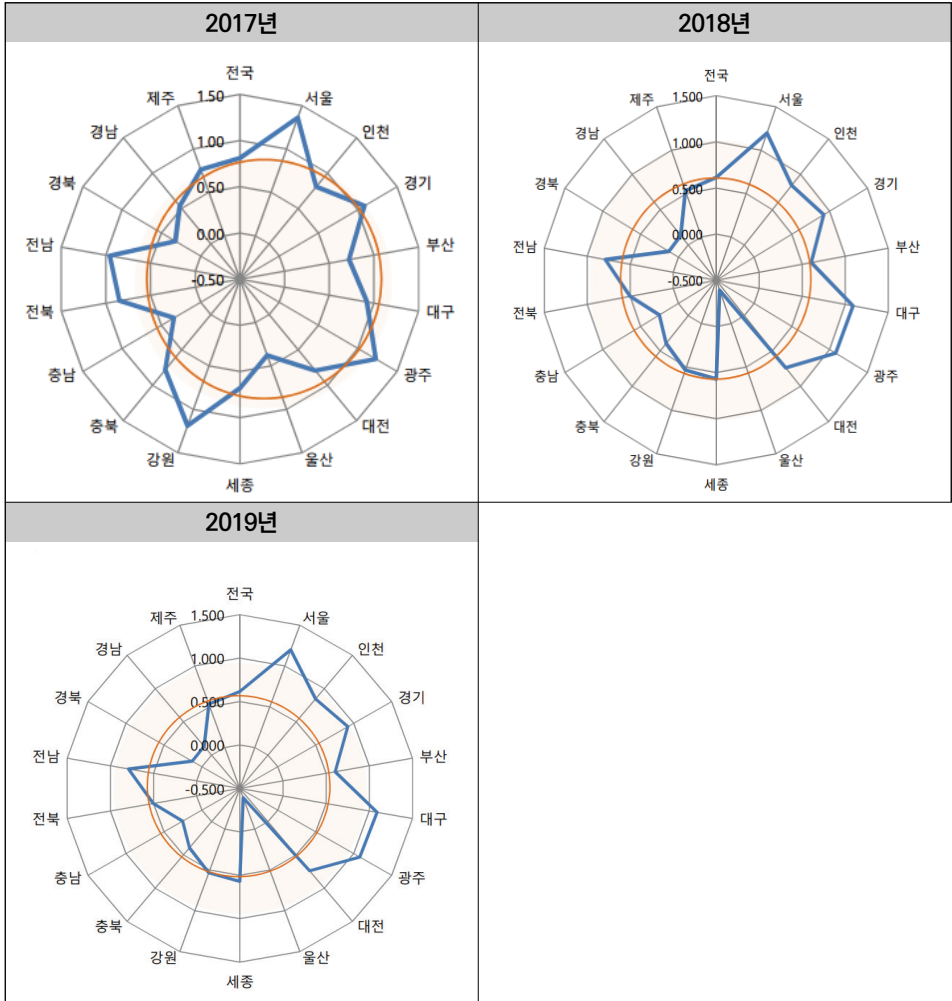 2017년
2018년
전국
서울
인천
경기
부산
대구
광주
대전
울산
세종
강원
충북
충남
전북
전남
경북
경남
제주
1.50
1.00
0.50
0.00
-0.50
전국
서울
인천
경기
부산
대구
광주
대전
울산
세종
강원
충북
충남
전북
전남
경북
경남
제주
1.500
1.000
0.500
0.000
-0.500
2019년
전국
서울
인천
경기
부산
대구
광주
대전
울산
세종
강원
충북
충남
전북
전남
경북
경남
제주
1.500
1.000
0.500
0.000
-0.500